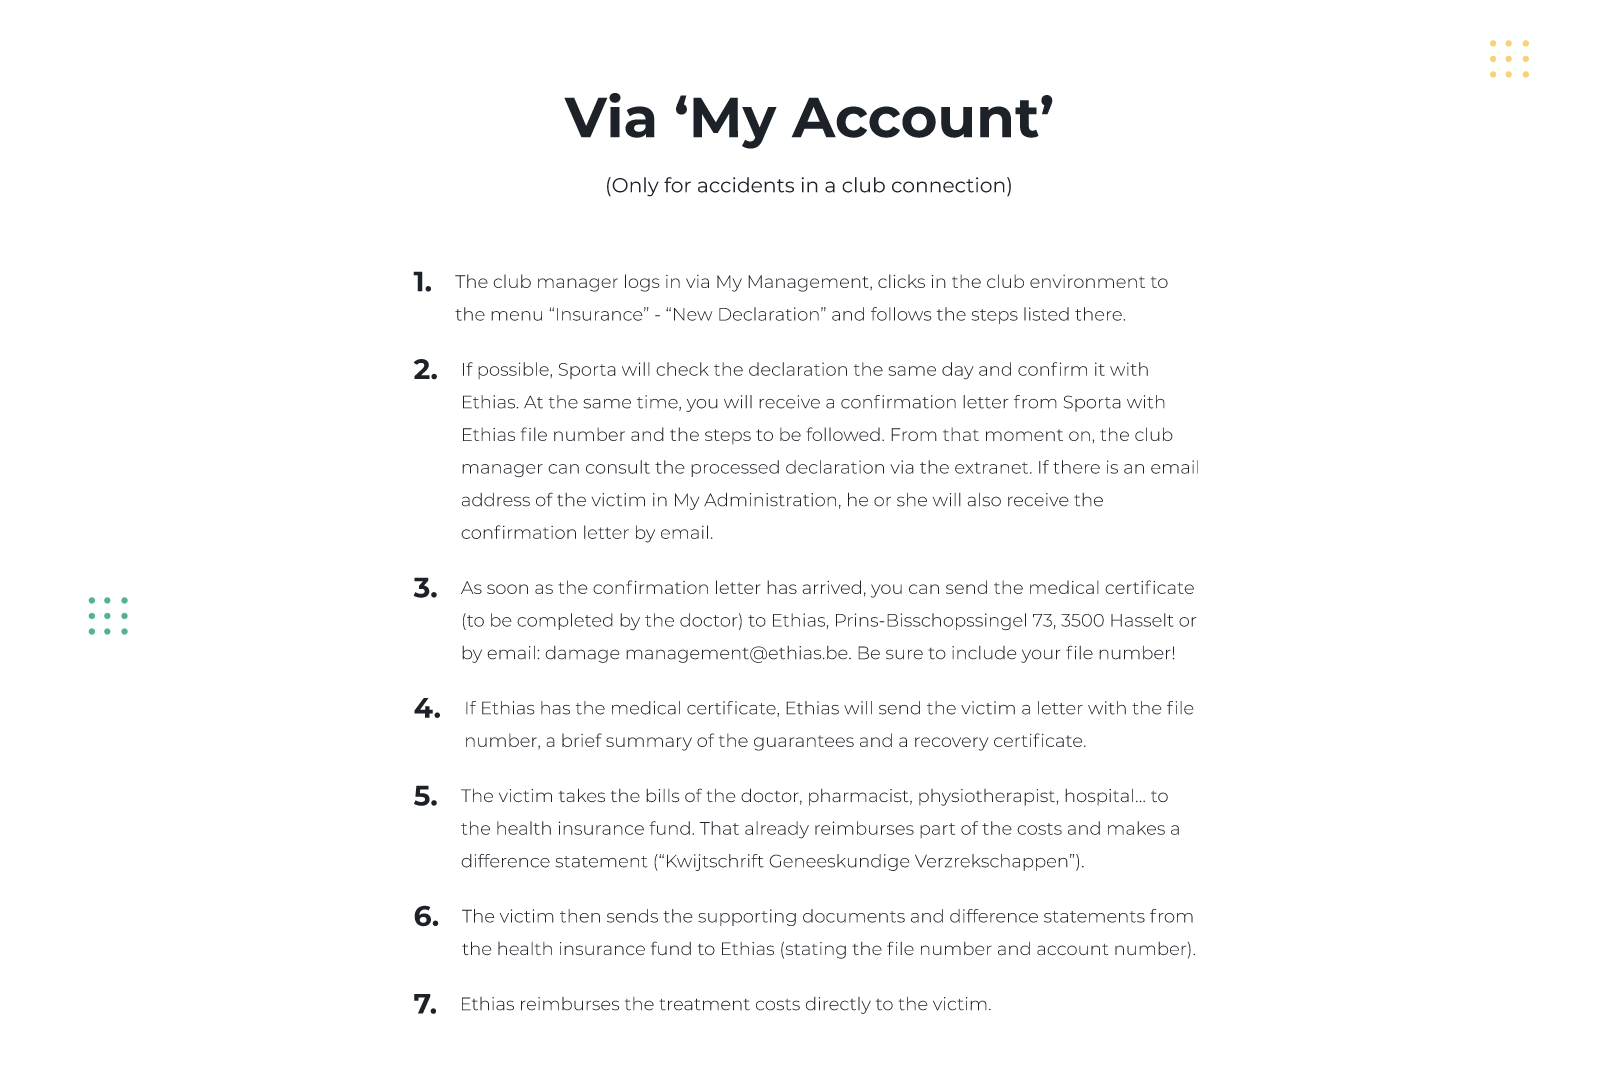 Via ‘My Account’
(Only for accidents in a club connection)
1. The club manager logs in via My Management, clicks in the club environment to
the menu “Insurance” - “New Declaration” and follows the steps listed there.
2. If possible, Sporta will check the declaration the same day and confirm it with
Ethias. At the same time, you will receive a confirmation letter from Sporta with
Ethias file number and the steps to be followed. From that moment on, the club
manager can consult the processed declaration via the extranet. If there is an email
address of the victim in My Administration, he or she will also receive the
confirmation letter by email.
3. As soon as the confirmation letter has arrived, you can send the medical certificate
(to be completed by the doctor) to Ethias, Prins-Bisschopssingel 73, 3500 Hasselt or
by email: damage management@ethias.be. Be sure to include your file number!
4. If Ethias has the medical certificate, Ethias will send the victim a letter with the file
number, a brief summary of the guarantees and a recovery certificate.
5. The victim takes the bills of the doctor, pharmacist, physiotherapist, hospital... to
the health insurance fund. That already reimburses part of the costs and makes a
difference statement (“Kwijtschrift Geneeskundige Verzrekschappen”).
6. The victim then sends the supporting documents and difference statements from
the health insurance fund to Ethias (stating the file number and account number).
7. Ethias reimburses the treatment costs directly to the victim.